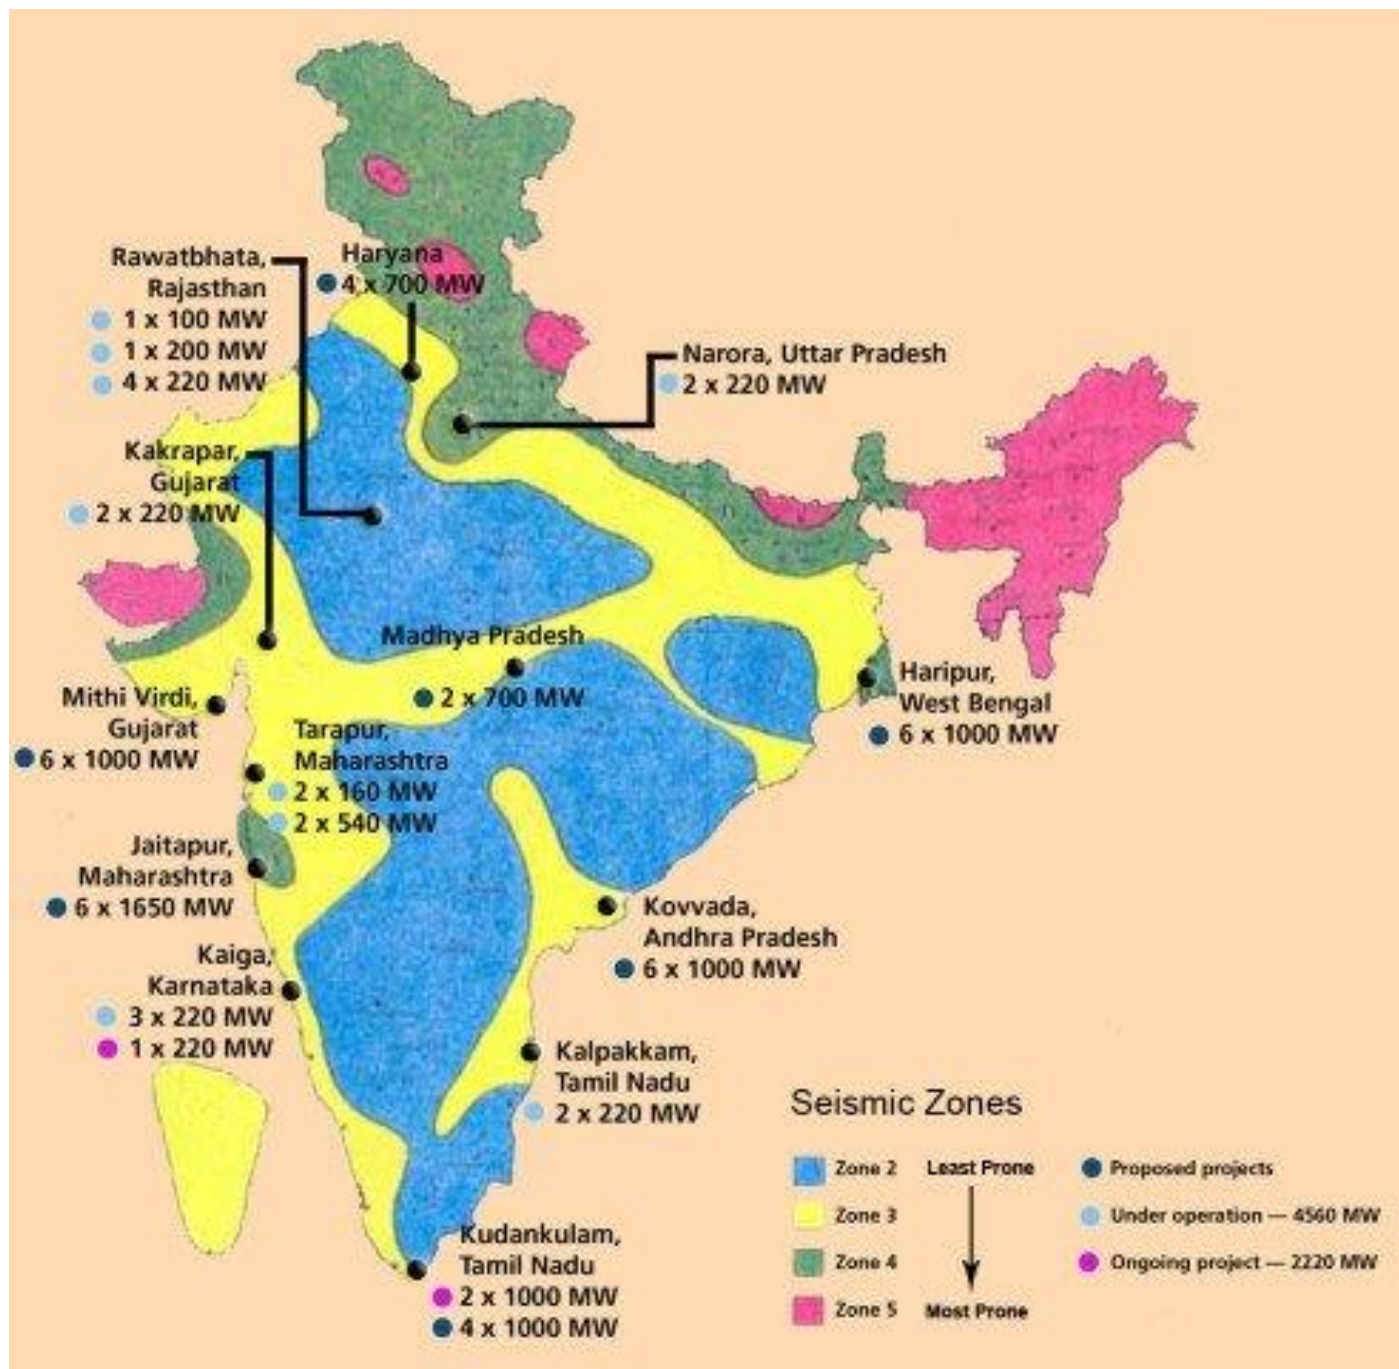 Rawatbhata,
Rajasthan
1 x 100 MW
1 x 200 MW
4 x 220 MW
Haryana
4 x 700 MW
Narora, Uttar Pradesh
2 x 220 MW
Kakrapar,
Gujarat
2 x 220 MW
Madhya Pradesh
2 x 700 MW
Haripur,
West Bengal
6 x 1000 MW
Mithi Virdi,
Gujarat
6 x 1000 MW
Tarapur,
Maharashtra
2 x 160 MW
2 x 540 MW
Jaitapur,
Maharashtra
6 x 1650 MW
Kovvada,
Andhra Pradesh
6 x 1000 MW
Kaiga,
Karnataka
3 x 220 MW
1 x 220 MW
Kalpakkam,
Tamil Nadu
2 x 220 MW
Kudankulam,
Tamil Nadu
2 x 1000 MW
4 x 1000 MW
Seismic Zones
Zone 2
Zone 3
Zone 4
Zone 5
Least Prone
Most Prone
Proposed projects
Under operation — 4560 MW
Ongoing project — 2220 MW